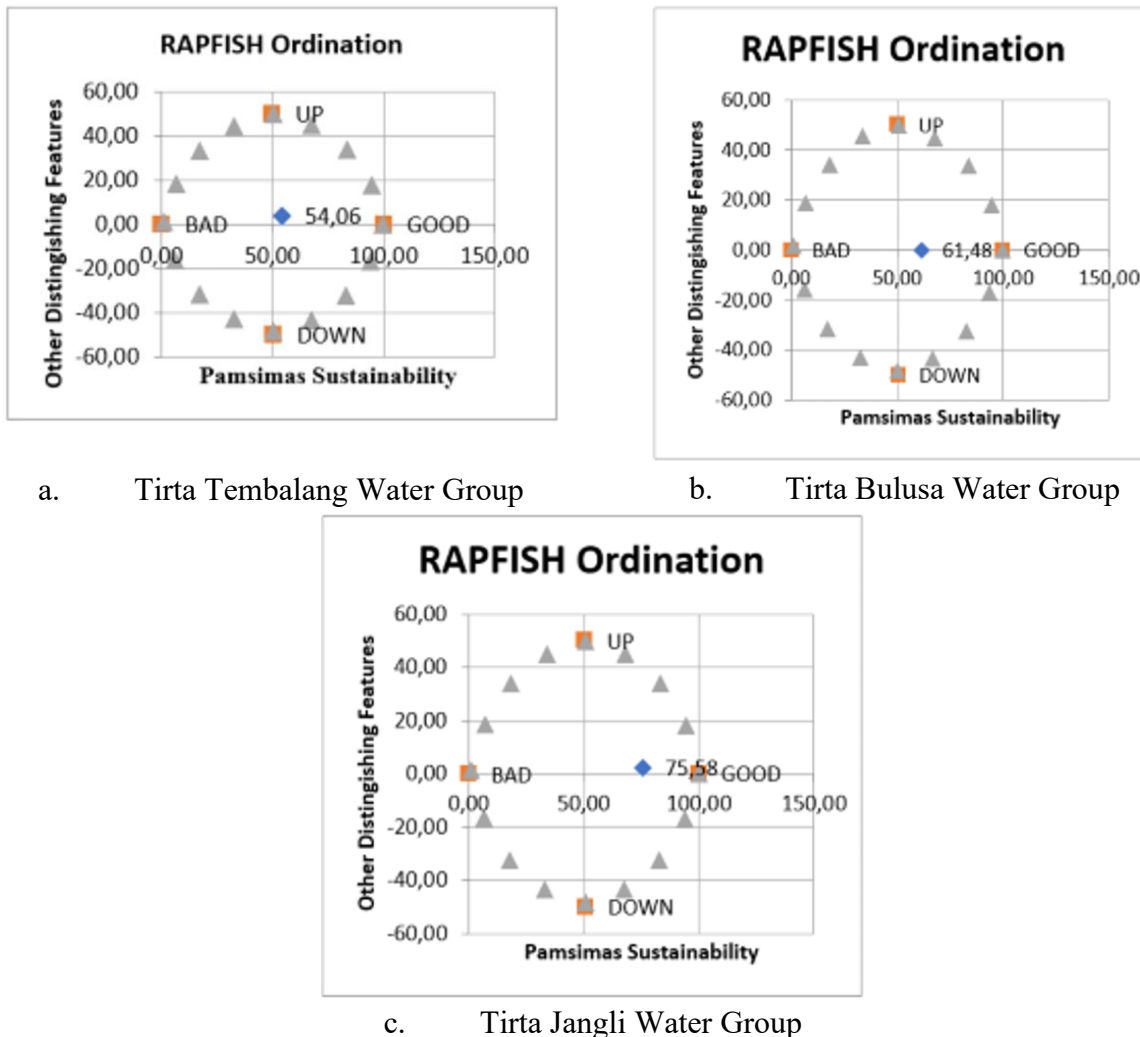 RAPFISH Ordination
Other Distingishing Features
60,00
40,00
20,00
0,00
-20,00
-40,00
-60,00
UP
54,06
BAD
GOOD
0,00 50,00 100,00 150,00
DOWN
Pamsimas Sustainability
a. Tirta Tembalang Water Group
RAPFISH Ordination
Other Distingishing Features
60,00
40,00
20,00
0,00
-20,00
-40,00
-60,00
UP
BAD
61,48
GOOD
0,00 50,00 100,00 150,00
DOWN
Pamsimas Sustainability
b. Tirta Bulusa Water Group
RAPFISH Ordination
Other Distingishing Features
60,00
40,00
20,00
0,00
-20,00
-40,00
-60,00
UP
BAD
75,58
GOOD
0,00 50,00 100,00 150,00
DOWN
Pamsimas Sustainability
c. Tirta Jangli Water Group